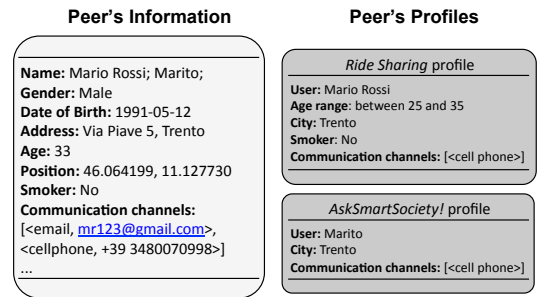 Peer's Information
Name: Mario Rossi; Marito;
Gender: Male
Date of Birth: 1991-05-12
Address: Via Piave 5, Trento
Age: 33
Position: 46.064199, 11.127730
Smoker: No
Communication channels:
[<email, mr123@gmail.com>,
<cellphone, +39 3480070998>]
...
Peer's Profiles
Ride Sharing profile
User: Mario Rossi
Age range: between 25 and 35
City: Trento
Smoker: No
Communication channels: [<cell phone>]
AskSmartSociety! profile
User: Marito
City: Trento
Communication channels: [<cell phone>]